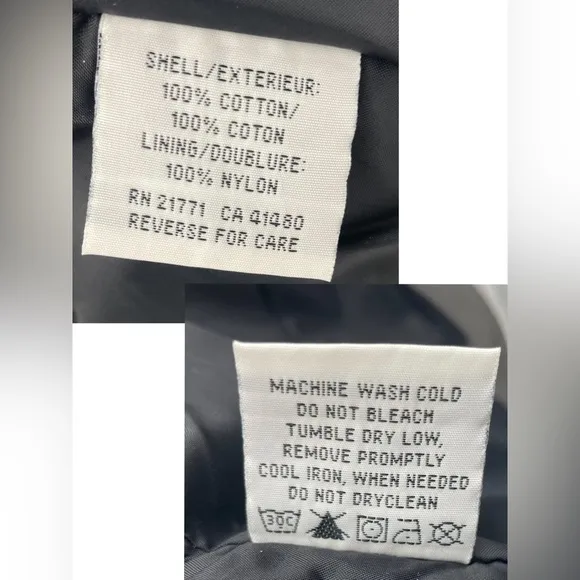 SHELL/EXTERIEUR:
100% COTTON/
100% COTON
LINING/DOUBLURE:
100% NYLON
RN 21771 CA 41480
REVERSE FOR CARE
MACHINE WASH COLD
DO NOT BLEACH
TUMBLE DRY LOW,
REMOVE PROMPTLY
COOL IRON, WHEN NEEDED
DO NOT DRYCLEAN
30C